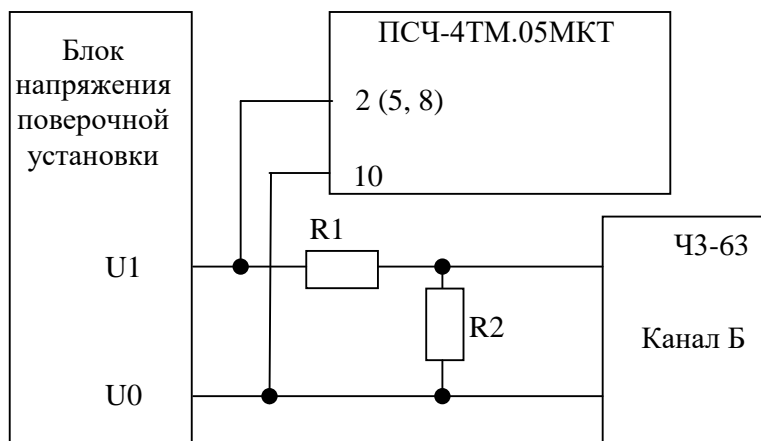 Блок
напряжения
поверочной
установки
ПСЧ-4ТМ.05МКТ
2 (5, 8)
10
U1
R1
Ч3-63
R2
Канал Б
U0